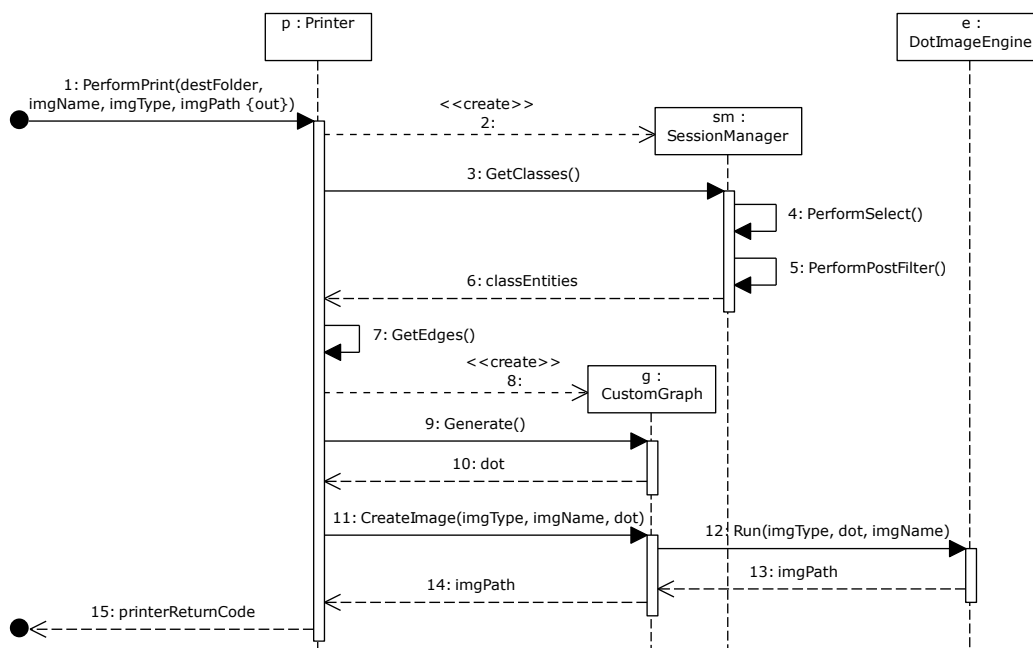 p : Printer
e :
DotImageEngine
1: PerformPrint(destFolder,
imgName, imgType, imgPath {out})
<<create>>
2:
sm :
SessionManager
3: GetClasses()
4: PerformSelect()
5: PerformPostFilter()
6: classEntities
7: GetEdges()
<<create>>
8:
g :
CustomGraph
9: Generate()
10: dot
11: CreateImage(imgType, imgName, dot)
12: Run(imgType, dot, imgName)
13: imgPath
14: imgPath
15: printerReturnCode